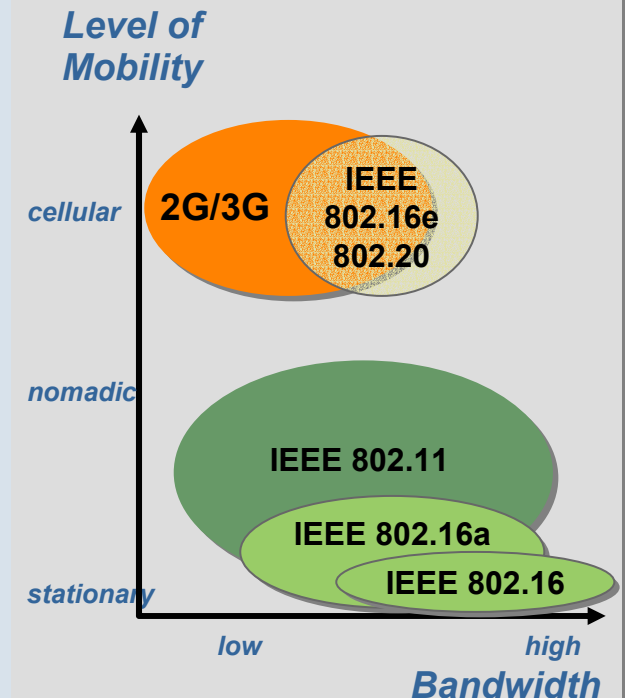 Level of
Mobility
cellular
2G/3G
IEEE
802.16e
802.20
nomadic
IEEE 802.11
IEEE 802.16a
IEEE 802.16
stationary
low
high
Bandwidth